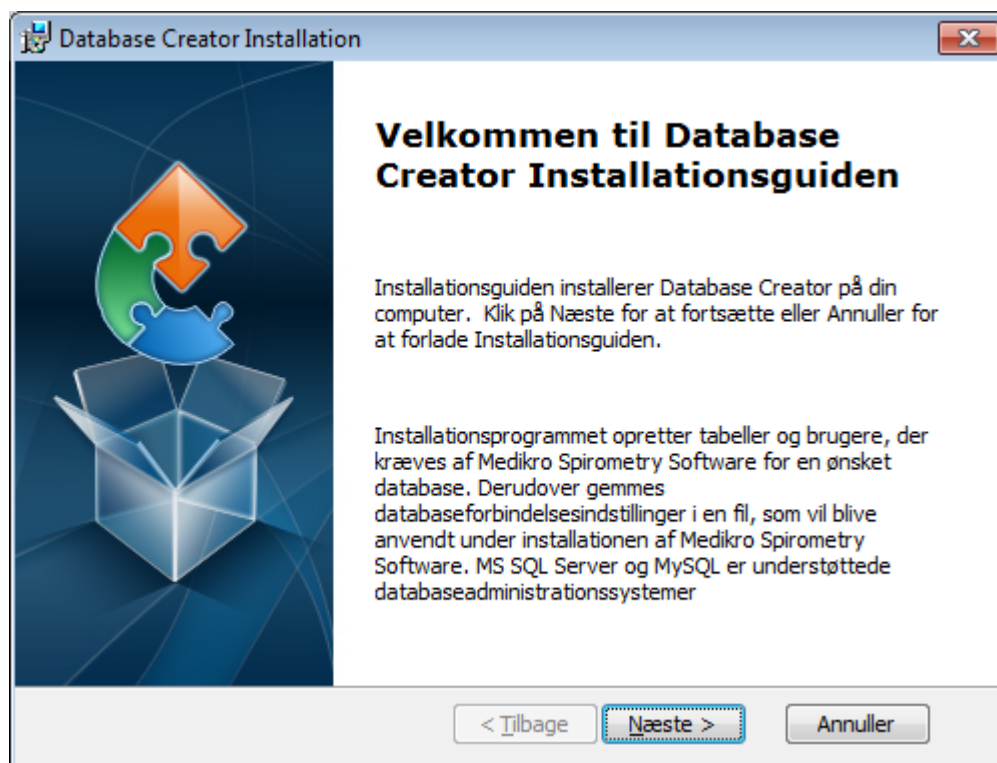 Database Creator Installation
Velkommen til Database
Creator Installationsguiden
Installationsguiden installerer Database Creator på din
computer.  Klik på Næste for at fortsætte eller Annuller for
at forlade Installationsguiden.
Installationsprogrammet opretter tabeller og brugere, der
kræves af Medikro Spirometry Software for en ønsket
database. Derudover gemmes
databaseforbindelsesindstillinger i en fil, som vil blive
anvendt under installationen af Medikro Spirometry
Software. MS SQL Server og MySQL er understøttede
databaseadministrationssystemer
< Tilbage
Næste >
Annuller